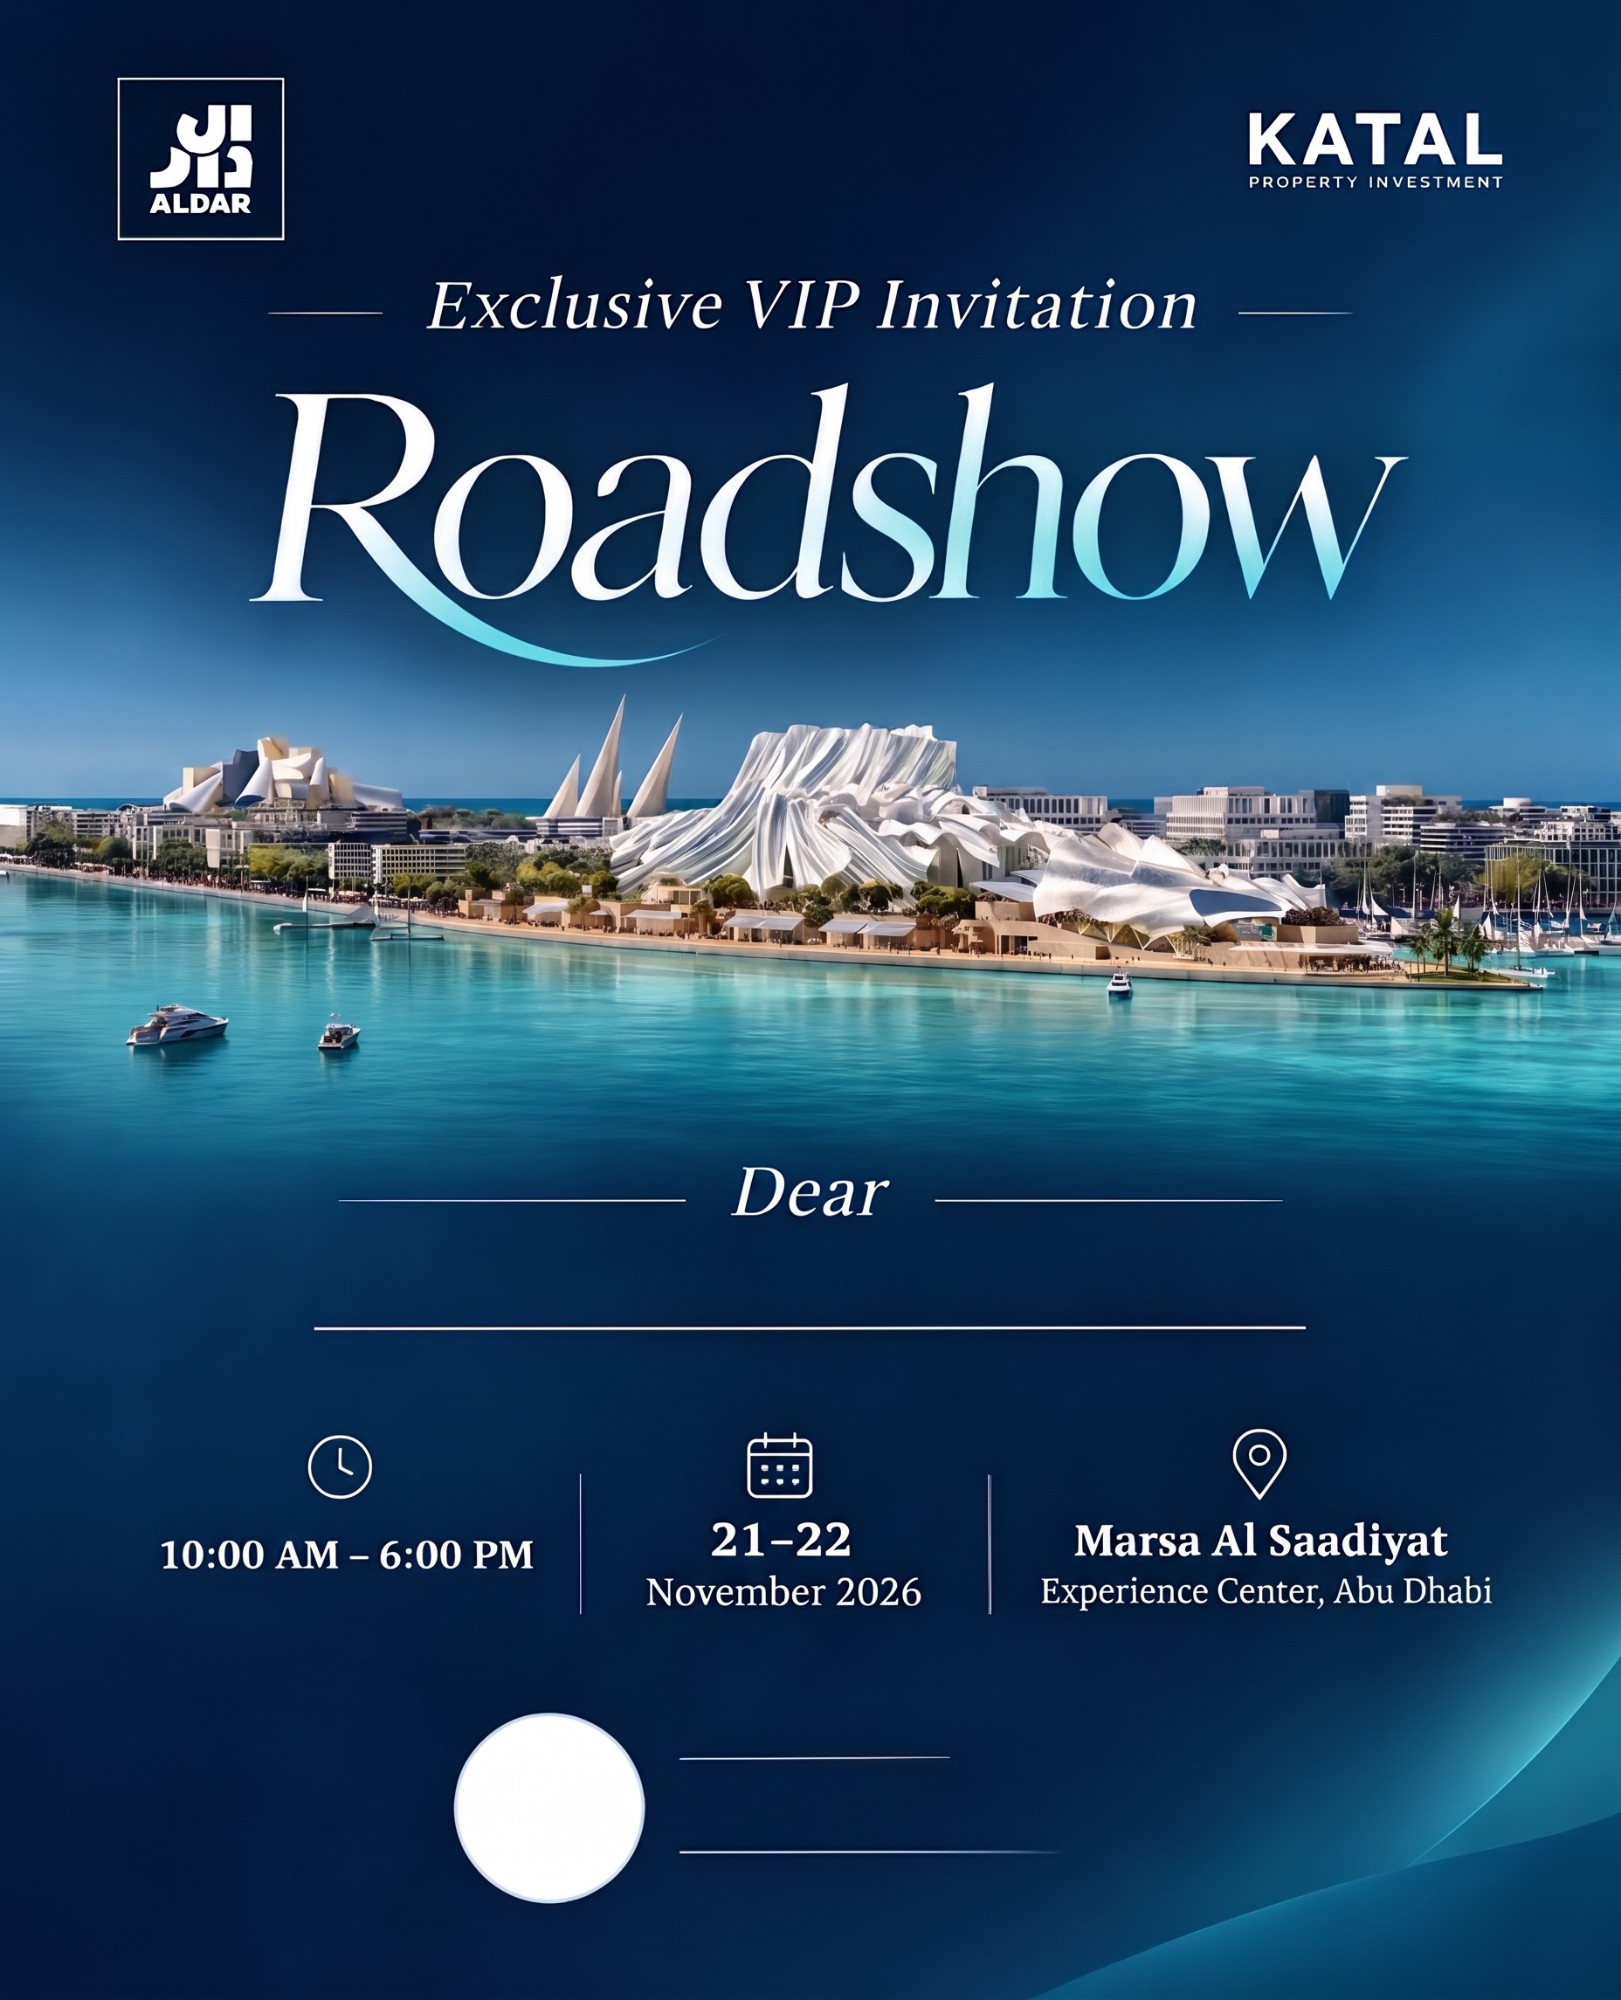 الدار
ALDAR
KATAL
PROPERTY INVESTMENT
Exclusive VIP Invitation
Roadshow
Dear
10:00 AM – 6:00 PM
21–22
November 2026
Marsa Al Saadiyat
Experience Center, Abu Dhabi